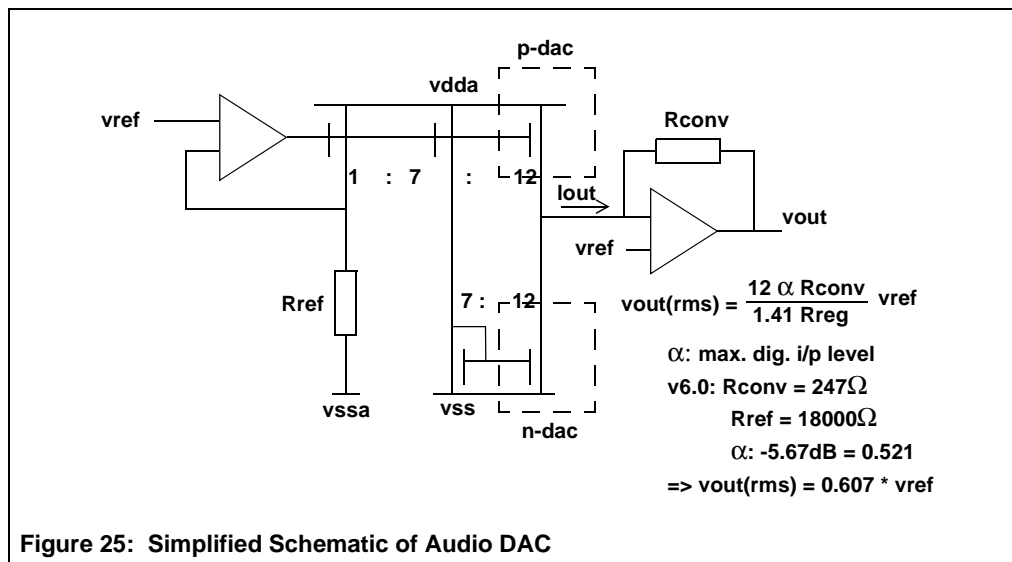 p-dac
vdda
vref
Rconv
1 : 7 : 12
Iout
vout
vref
Rref
7 : 12
vout(rms) = 12 α Rconv / 1.41 Rreg vref
α: max. dig. i/p level
v6.0: Rconv = 247Ω
Rref = 18000Ω
α: -5.67dB = 0.521
=> vout(rms) = 0.607 * vref
vssa
vss
n-dac
Figure 25: Simplified Schematic of Audio DAC